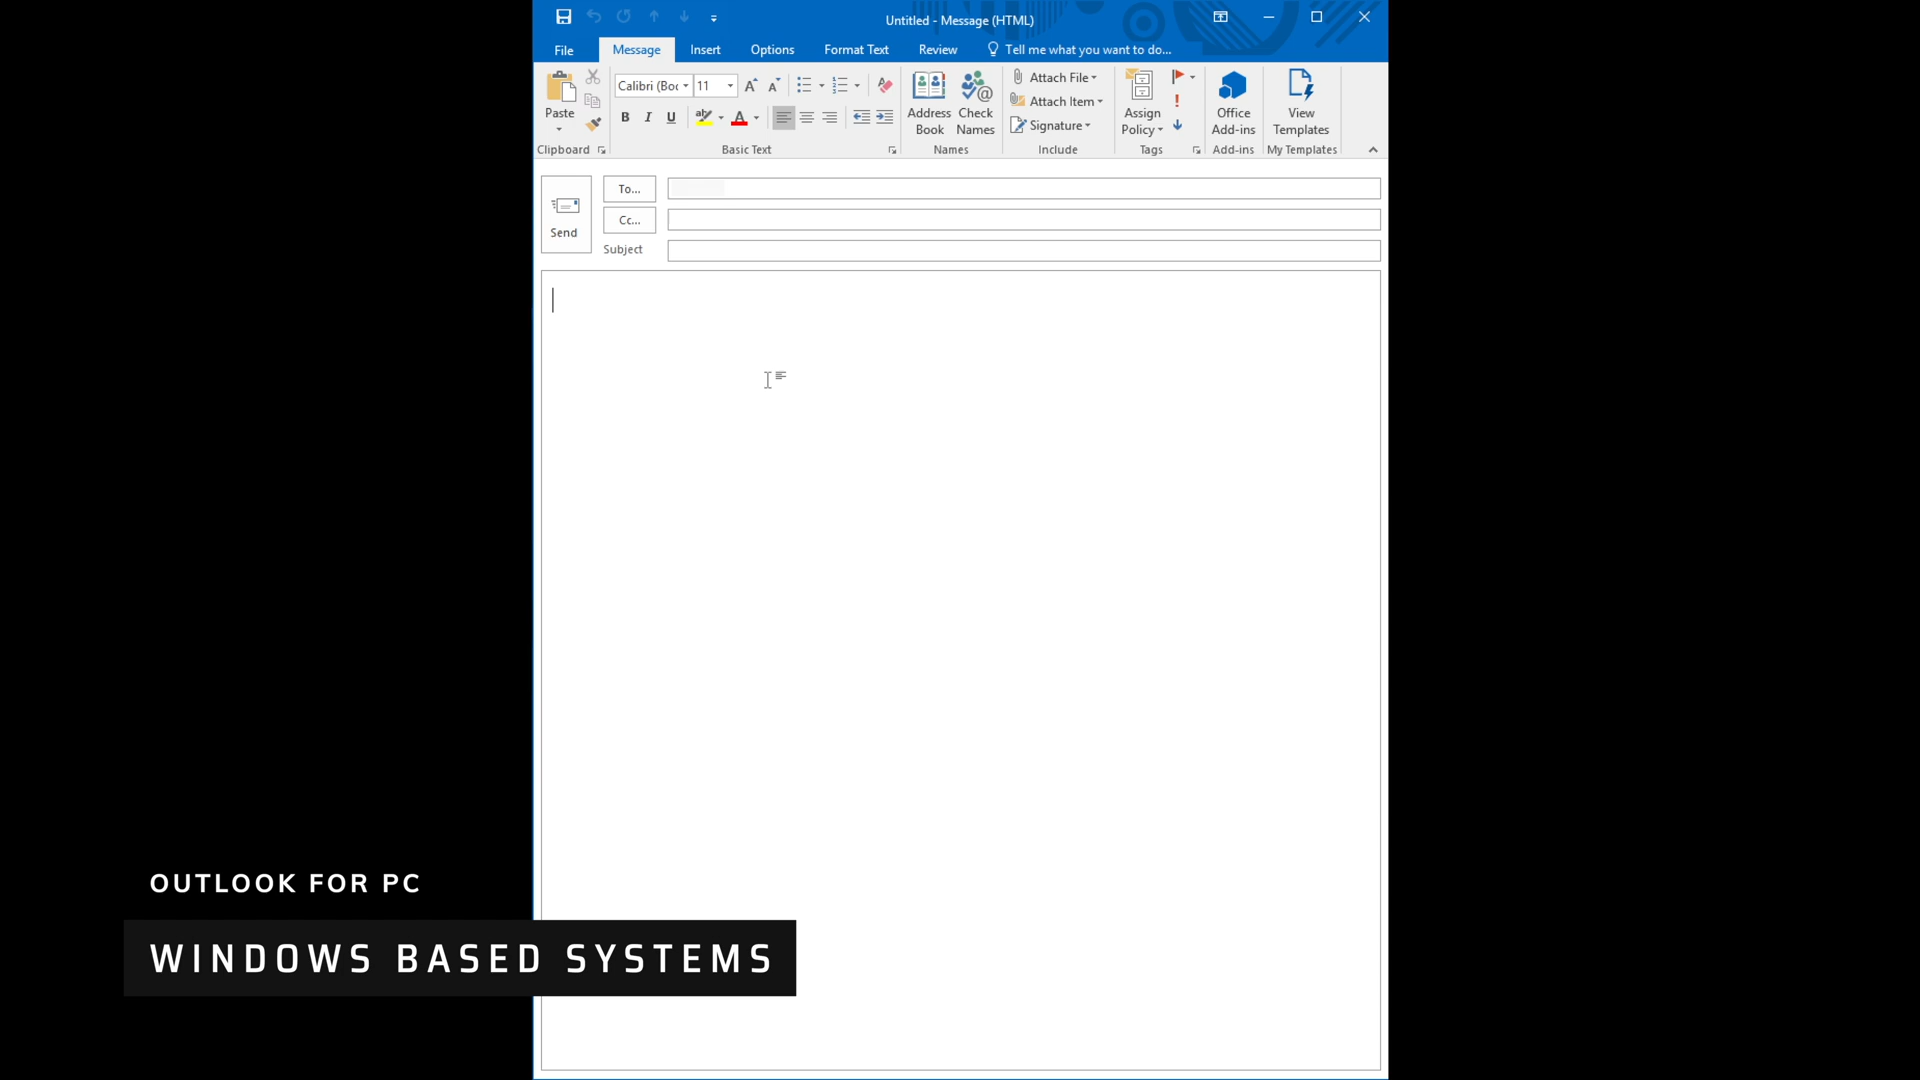 Untitled - Message (HTML)
File Message Insert Options Format Text Review Tell me what you want to do...
Paste
Clipboard
Calibri (Boc 11
B I U aby A
Basic Text
Address Book
Check Names
Names
Attach File
Attach Item
Signature
Include
Assign Policy
Tags
Office Add-ins
Add-ins
View Templates
My Templates
Send
To...
Cc...
Subject
OUTLOOK FOR PC
WINDOWS BASED SYSTEMS